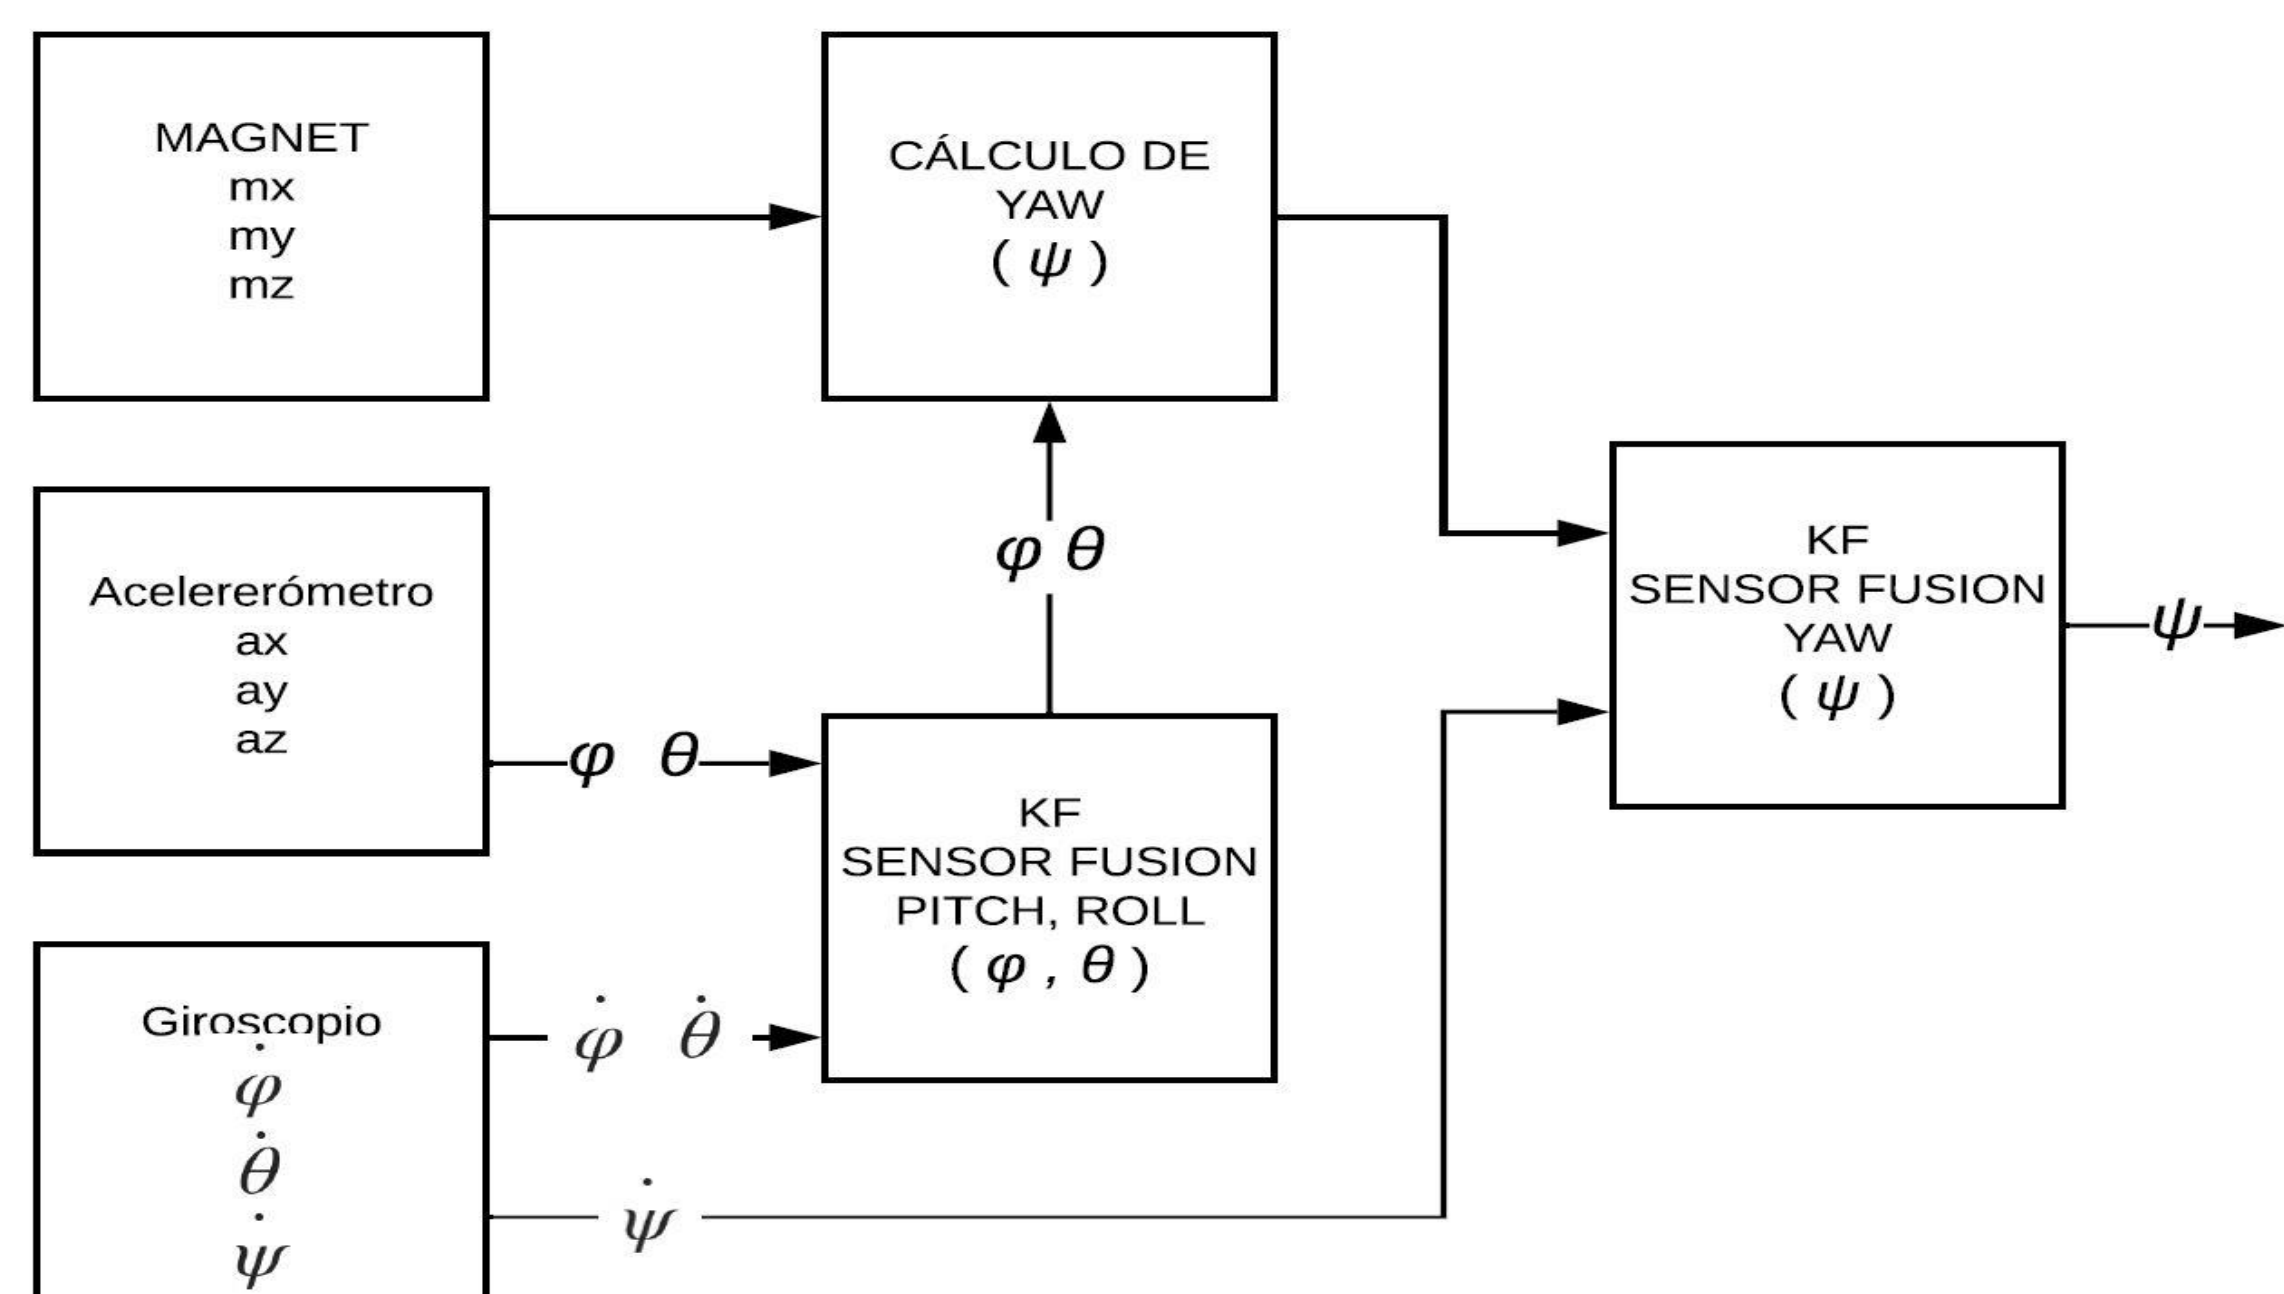 MAGNET
mx
my
mz
CÁLCULO DE
YAW
( ψ )
Acelererómetro
ax
ay
az
φ θ
φ θ
KF
SENSOR FUSION
PITCH, ROLL
( φ , θ )
KF
SENSOR FUSION
YAW
( ψ )
ψ
Giroscopio
φ̇
θ̇
ψ̇
φ̇ θ̇
ψ̇